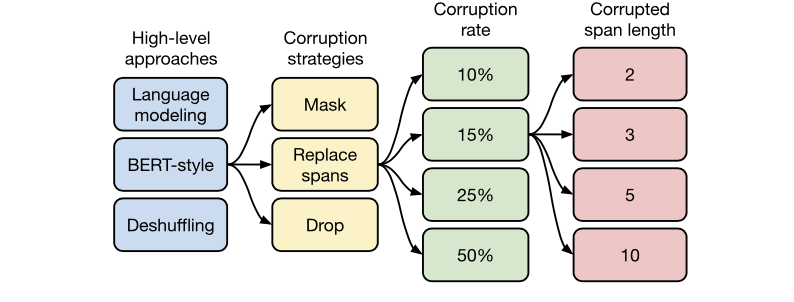 High-level
approaches
Language
modeling
BERT-style
Deshuffling
Corruption
strategies
Mask
Replace
spans
Drop
Corruption
rate
10%
15%
25%
50%
Corrupted
span length
2
3
5
10